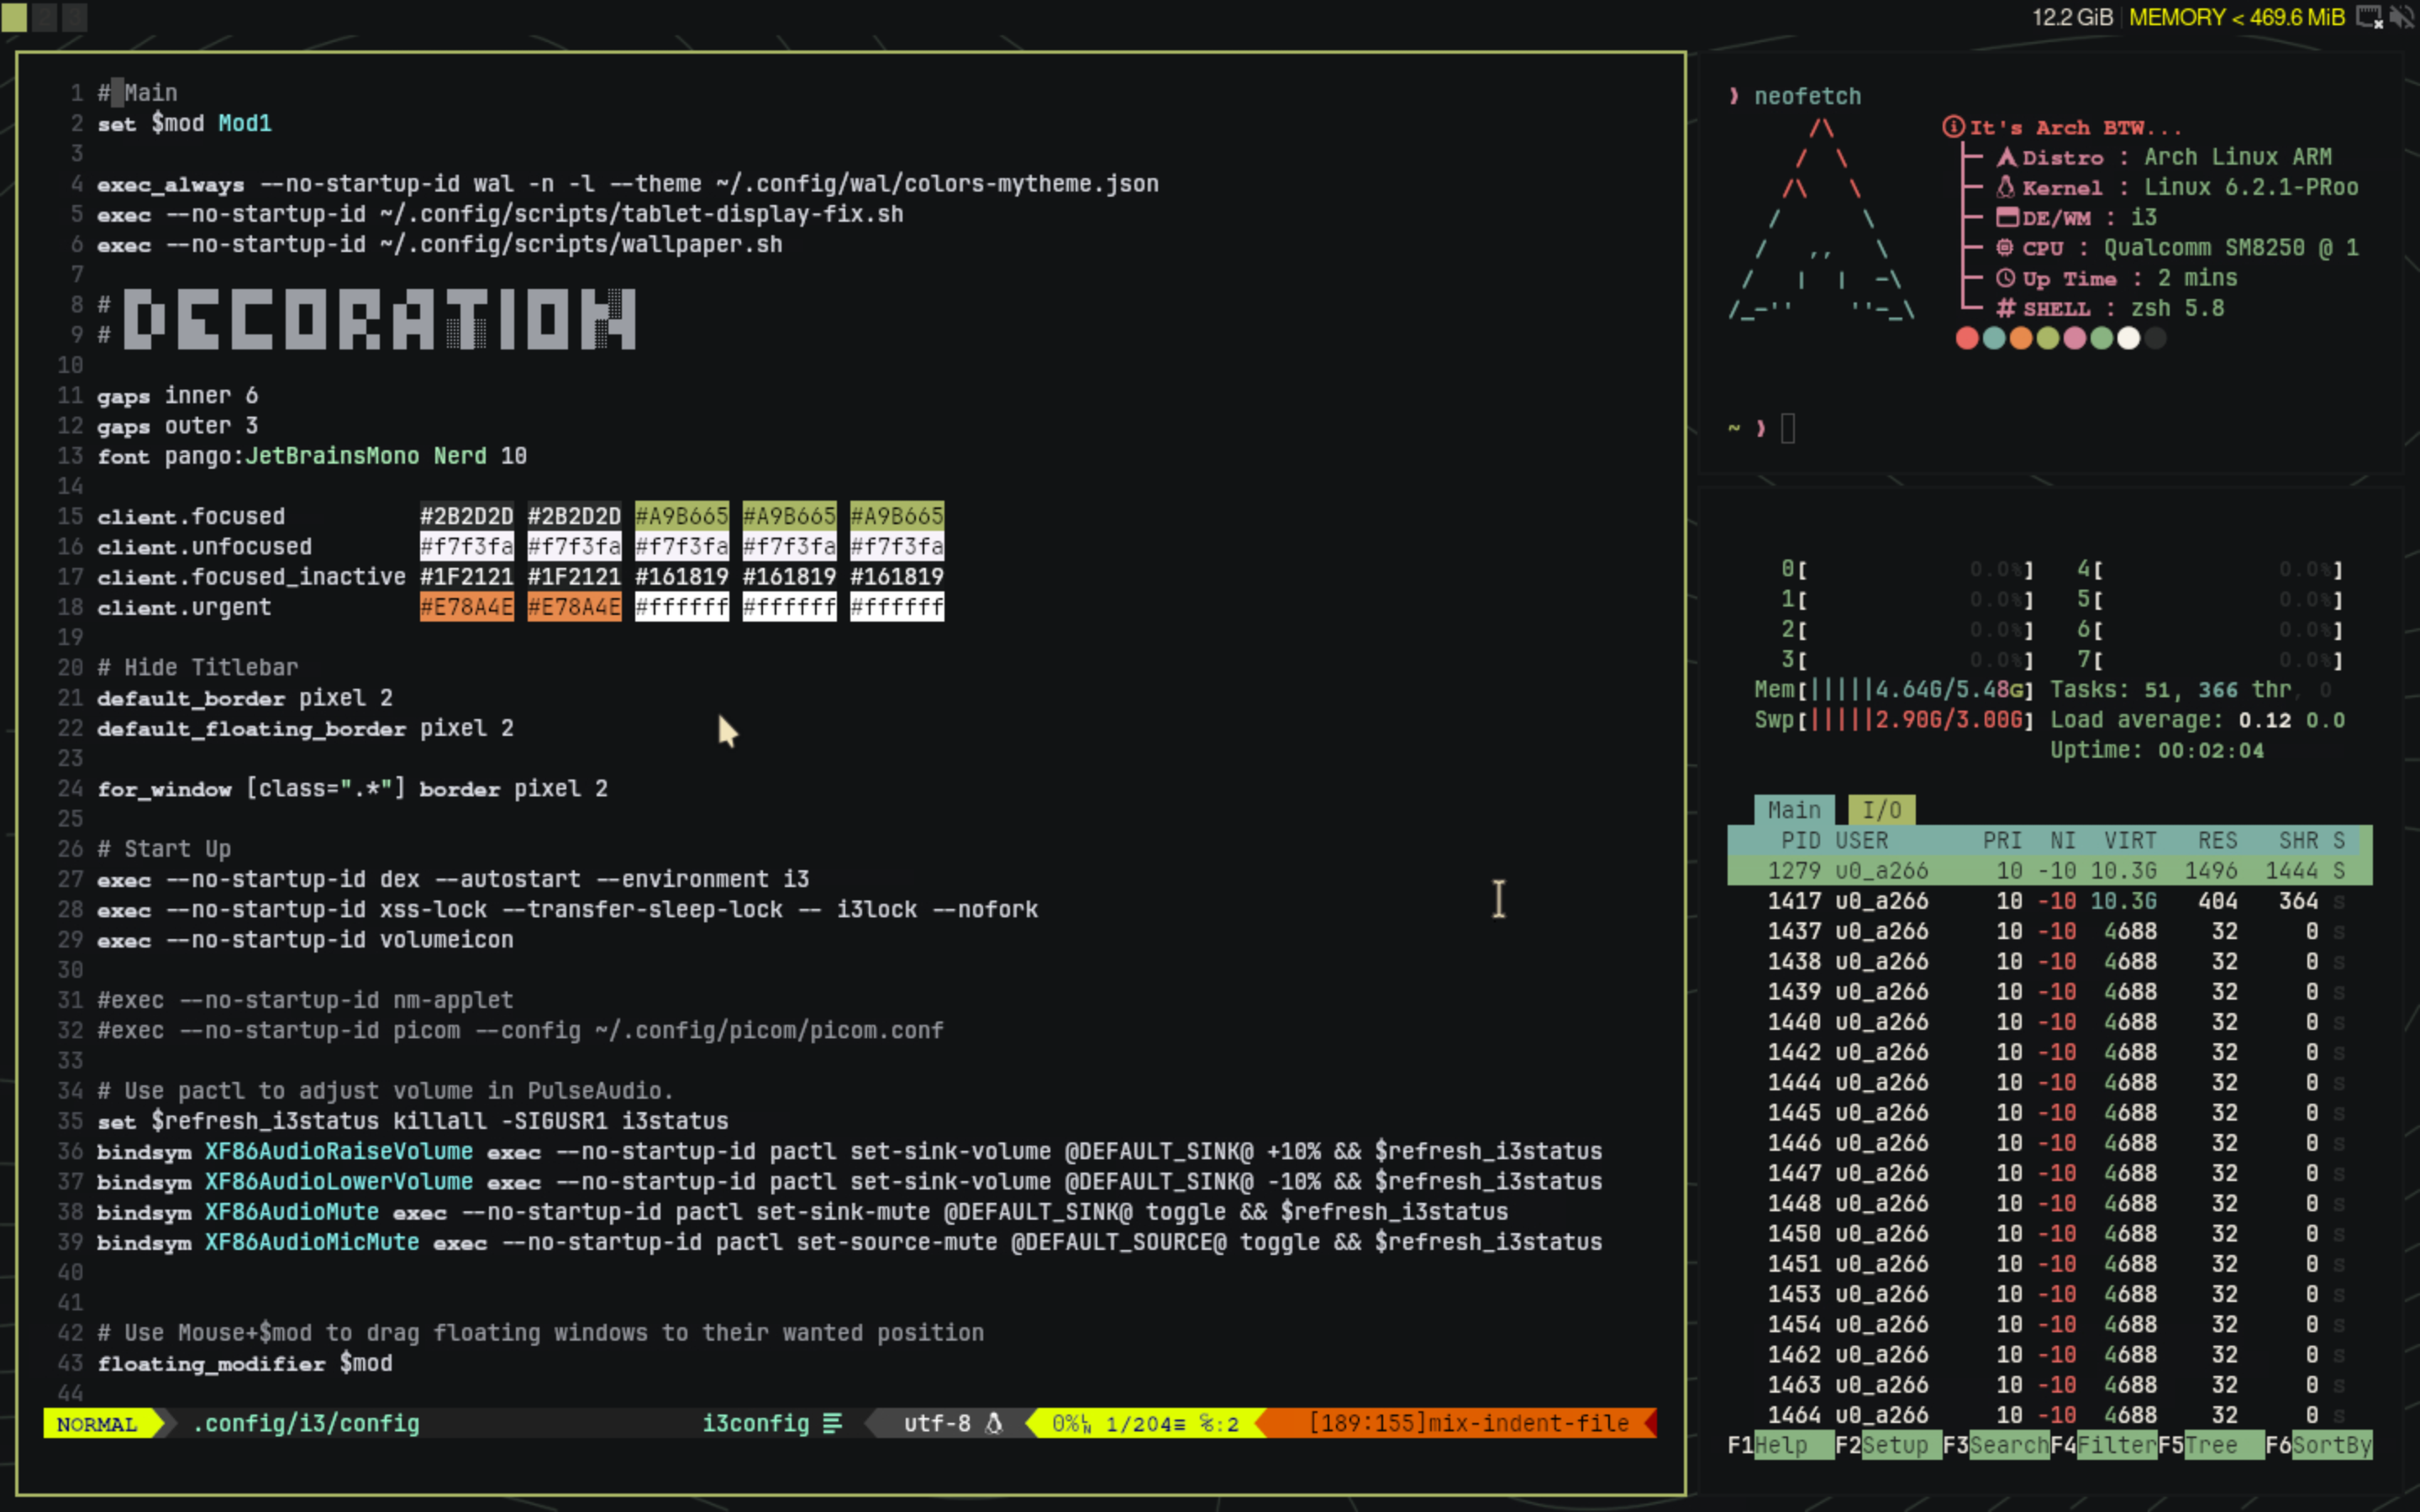 2 3
12.2 GiB | MEMORY < 469.6 MiB
1 # Main
2 set $mod Mod1
3
4 exec_always --no-startup-id wal -n -l --theme ~/.config/wal/colors-mytheme.json
5 exec --no-startup-id ~/.config/scripts/tablet-display-fix.sh
6 exec --no-startup-id ~/.config/scripts/wallpaper.sh
7
8 # DECORATION
9 #
10
11 gaps inner 6
12 gaps outer 3
13 font pango:JetBrainsMono Nerd 10
14
15 client.focused #2B2D2D #2B2D2D #A9B665 #A9B665 #A9B665
16 client.unfocused #f7f3fa #f7f3fa #f7f3fa #f7f3fa #f7f3fa
17 client.focused_inactive #1F2121 #1F2121 #161819 #161819 #161819
18 client.urgent #E78A4E #E78A4E #ffffff #ffffff #ffffff
19
20 # Hide Titlebar
21 default_border pixel 2
22 default_floating_border pixel 2
23
24 for_window [class=".*"] border pixel 2
25
26 # Start Up
27 exec --no-startup-id dex --autostart --environment i3
28 exec --no-startup-id xss-lock --transfer-sleep-lock -- i3lock --nofork
29 exec --no-startup-id volumeicon
30
31 #exec --no-startup-id nm-applet
32 #exec --no-startup-id picom --config ~/.config/picom/picom.conf
33
34 # Use pactl to adjust volume in PulseAudio.
35 set $refresh_i3status killall -SIGUSR1 i3status
36 bindsym XF86AudioRaiseVolume exec --no-startup-id pactl set-sink-volume @DEFAULT_SINK@ +10% && $refresh_i3status
37 bindsym XF86AudioLowerVolume exec --no-startup-id pactl set-sink-volume @DEFAULT_SINK@ -10% && $refresh_i3status
38 bindsym XF86AudioMute exec --no-startup-id pactl set-sink-mute @DEFAULT_SINK@ toggle && $refresh_i3status
39 bindsym XF86AudioMicMute exec --no-startup-id pactl set-source-mute @DEFAULT_SOURCE@ toggle && $refresh_i3status
40
41
42 # Use Mouse+$mod to drag floating windows to their wanted position
43 floating_modifier $mod
44
NORMAL .config/i3/config i3config utf-8 0% 1/204≡ ℅:2 [189:155]mix-indent-file
❯ neofetch
It's Arch BTW...
Distro : Arch Linux ARM
Kernel : Linux 6.2.1-PRoo
DE/WM : i3
CPU : Qualcomm SM8250 @ 1
Up Time : 2 mins
# SHELL : zsh 5.8
~ ❯
0[ 0.0%] 4[ 0.0%]
1[ 0.0%] 5[ 0.0%]
2[ 0.0%] 6[ 0.0%]
3[ 0.0%] 7[ 0.0%]
Mem[|||||4.64G/5.48G] Tasks: 51, 366 thr, 0
Swp[|||||2.90G/3.00G] Load average: 0.12 0.0
Uptime: 00:02:04
Main I/O
PID USER PRI NI VIRT RES SHR S
1279 u0_a266 10 -10 10.3G 1496 1444 S
1417 u0_a266 10 -10 10.3G 404 364 S
1437 u0_a266 10 -10 4688 32 0 S
1438 u0_a266 10 -10 4688 32 0 S
1439 u0_a266 10 -10 4688 32 0 S
1440 u0_a266 10 -10 4688 32 0 S
1442 u0_a266 10 -10 4688 32 0 S
1444 u0_a266 10 -10 4688 32 0 S
1445 u0_a266 10 -10 4688 32 0 S
1446 u0_a266 10 -10 4688 32 0 S
1447 u0_a266 10 -10 4688 32 0 S
1448 u0_a266 10 -10 4688 32 0 S
1450 u0_a266 10 -10 4688 32 0 S
1451 u0_a266 10 -10 4688 32 0 S
1453 u0_a266 10 -10 4688 32 0 S
1454 u0_a266 10 -10 4688 32 0 S
1462 u0_a266 10 -10 4688 32 0 S
1463 u0_a266 10 -10 4688 32 0 S
1464 u0_a266 10 -10 4688 32 0 S
F1Help F2Setup F3SearchF4FilterF5Tree F6SortBy